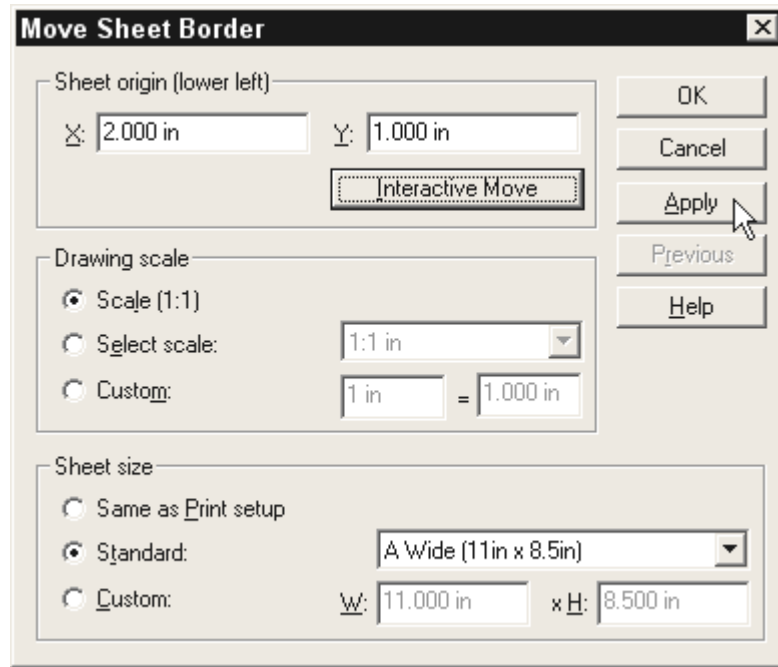 Move Sheet Border
Sheet origin (lower left)
X: 2.000 in Y: 1.000 in
Interactive Move
OK
Cancel
Apply
Previous
Help
Drawing scale
Scale (1:1)
Select scale: 1:1 in
Custom: 1 in = 1.000 in
Sheet size
Same as Print setup
Standard: A Wide (11in x 8.5in)
Custom: W: 11.000 in x H: 8.500 in